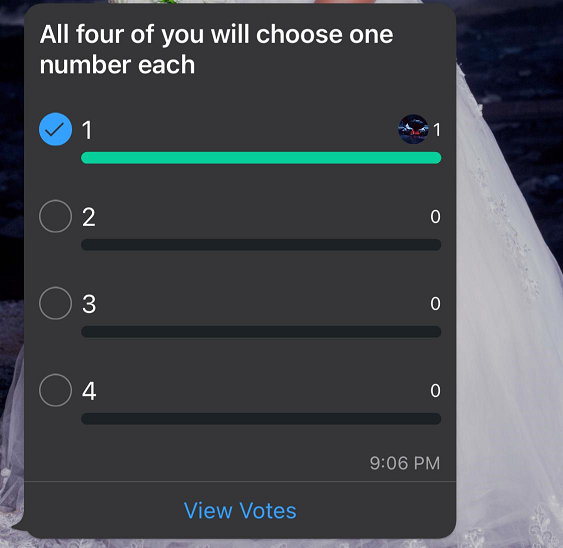 All four of you will choose one
number each
1 1
2 0
3 0
4 0
9:06 PM
View Votes